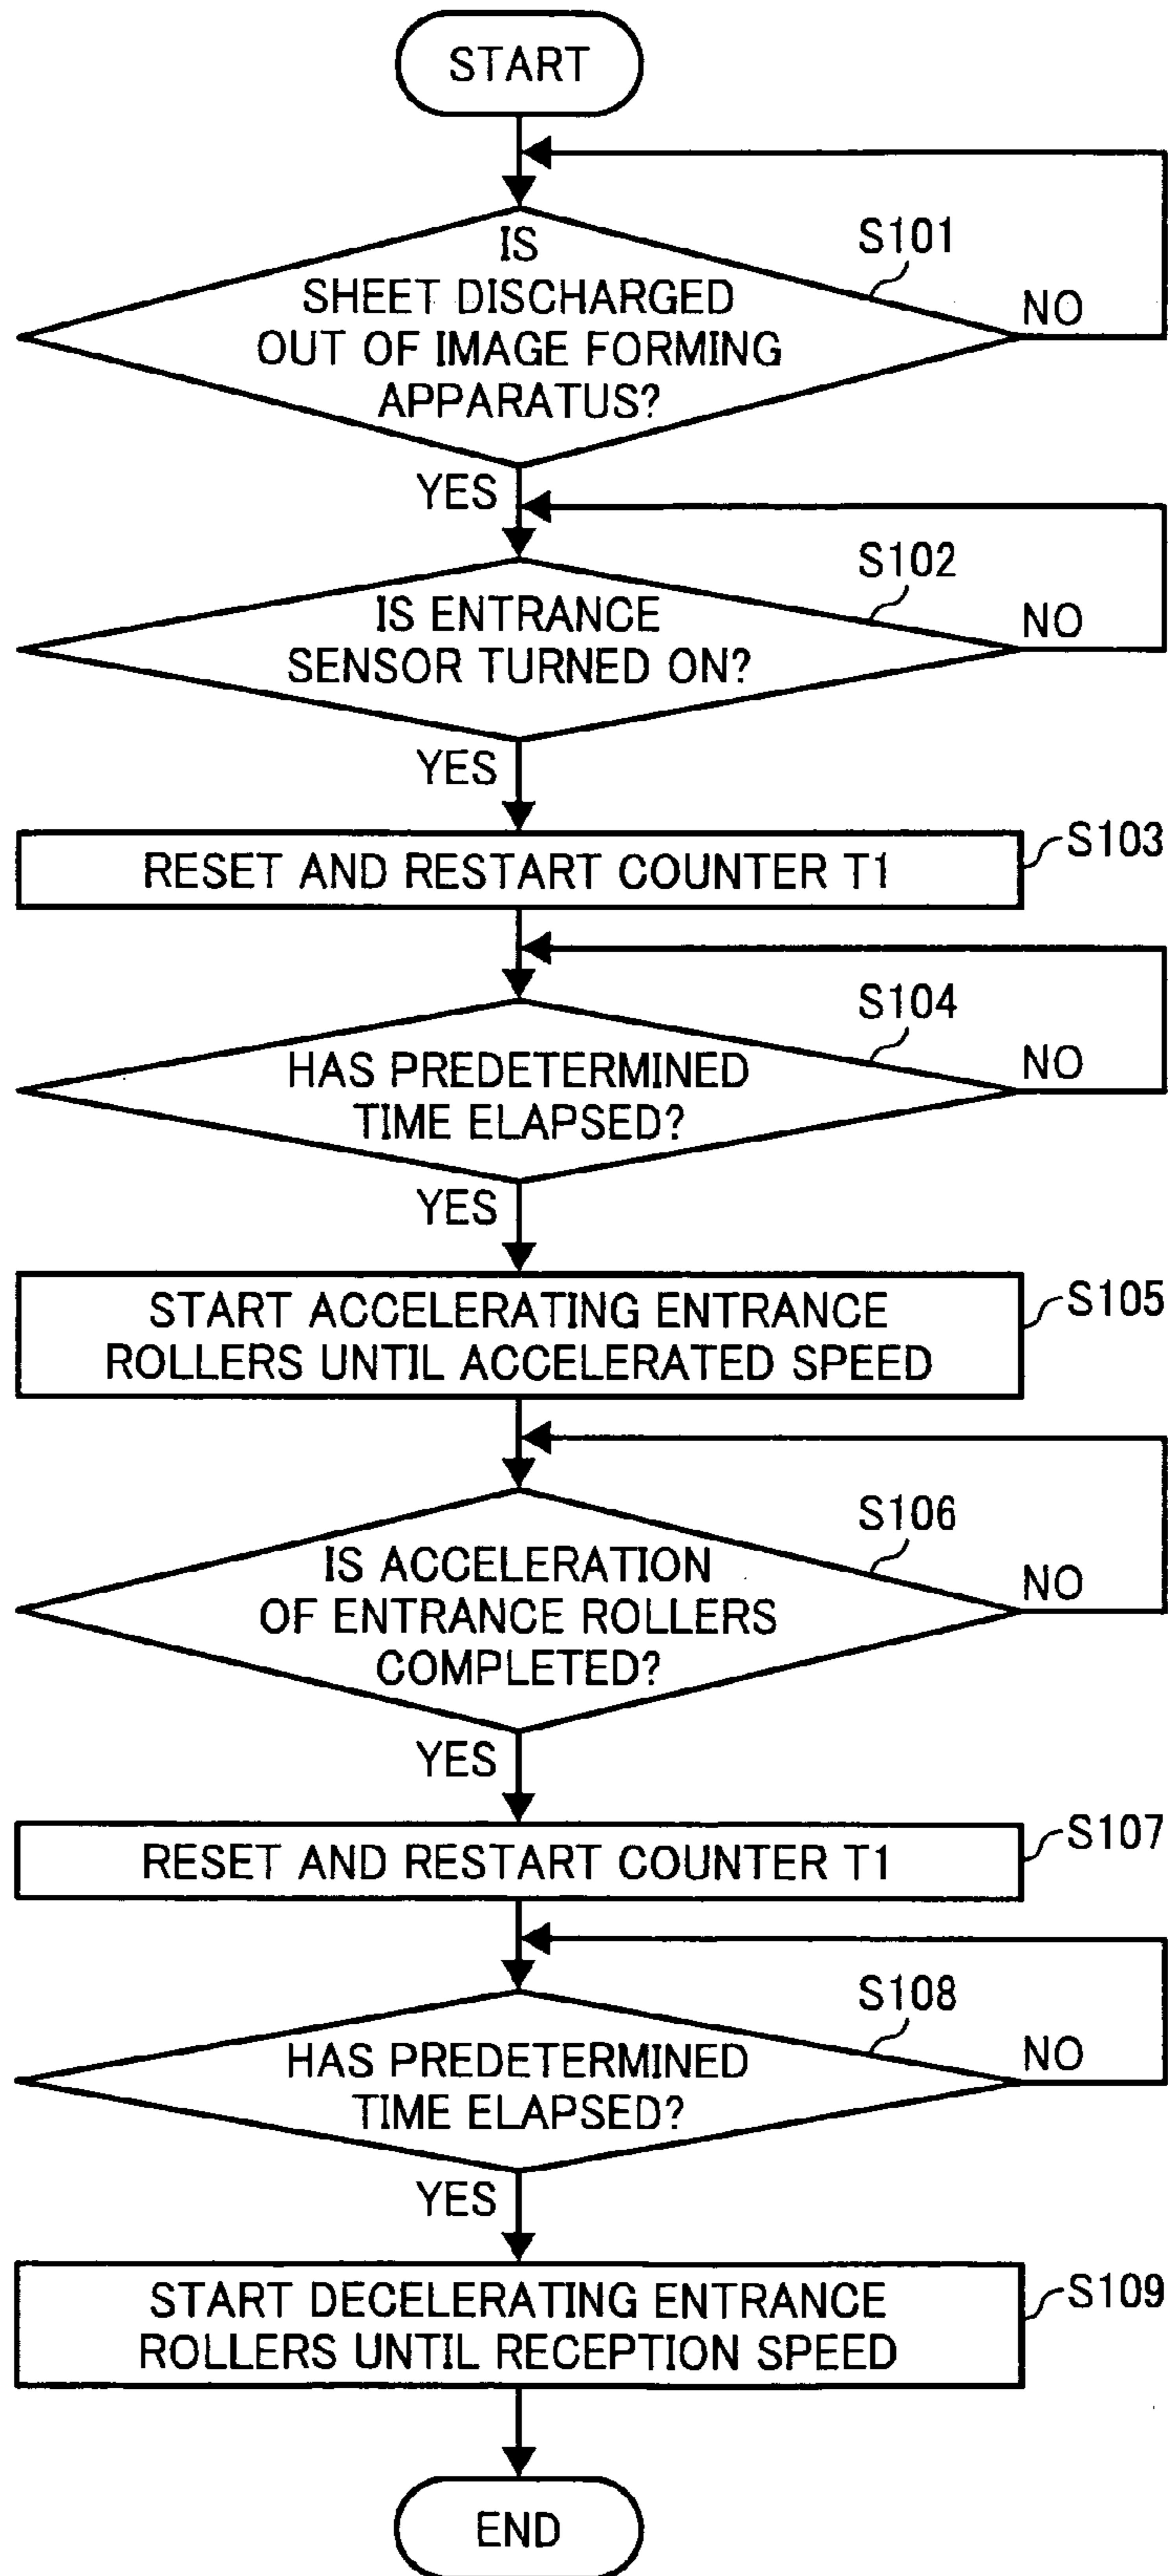 START
IS
SHEET DISCHARGED
OUT OF IMAGE FORMING
APPARATUS?
S101
NO
YES
IS ENTRANCE
SENSOR TURNED ON?
S102
NO
YES
RESET AND RESTART COUNTER T1
S103
HAS PREDETERMINED
TIME ELAPSED?
S104
NO
YES
START ACCELERATING ENTRANCE
ROLLERS UNTIL ACCELERATED SPEED
S105
IS ACCELERATION
OF ENTRANCE ROLLERS
COMPLETED?
S106
NO
YES
RESET AND RESTART COUNTER T1
S107
HAS PREDETERMINED
TIME ELAPSED?
S108
NO
YES
START DECELERATING ENTRANCE
ROLLERS UNTIL RECEPTION SPEED
S109
END